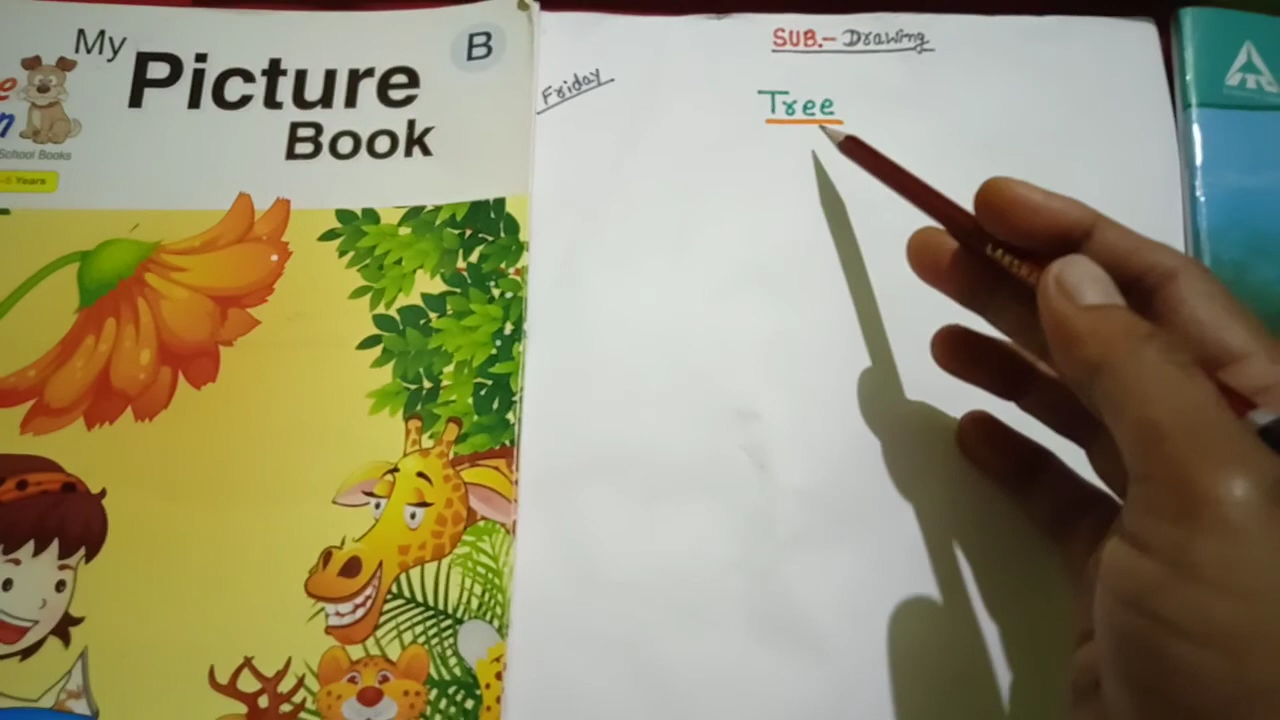 My
Picture
Book
B
School Books
Years
SUB.- Drawing
Friday
Tree